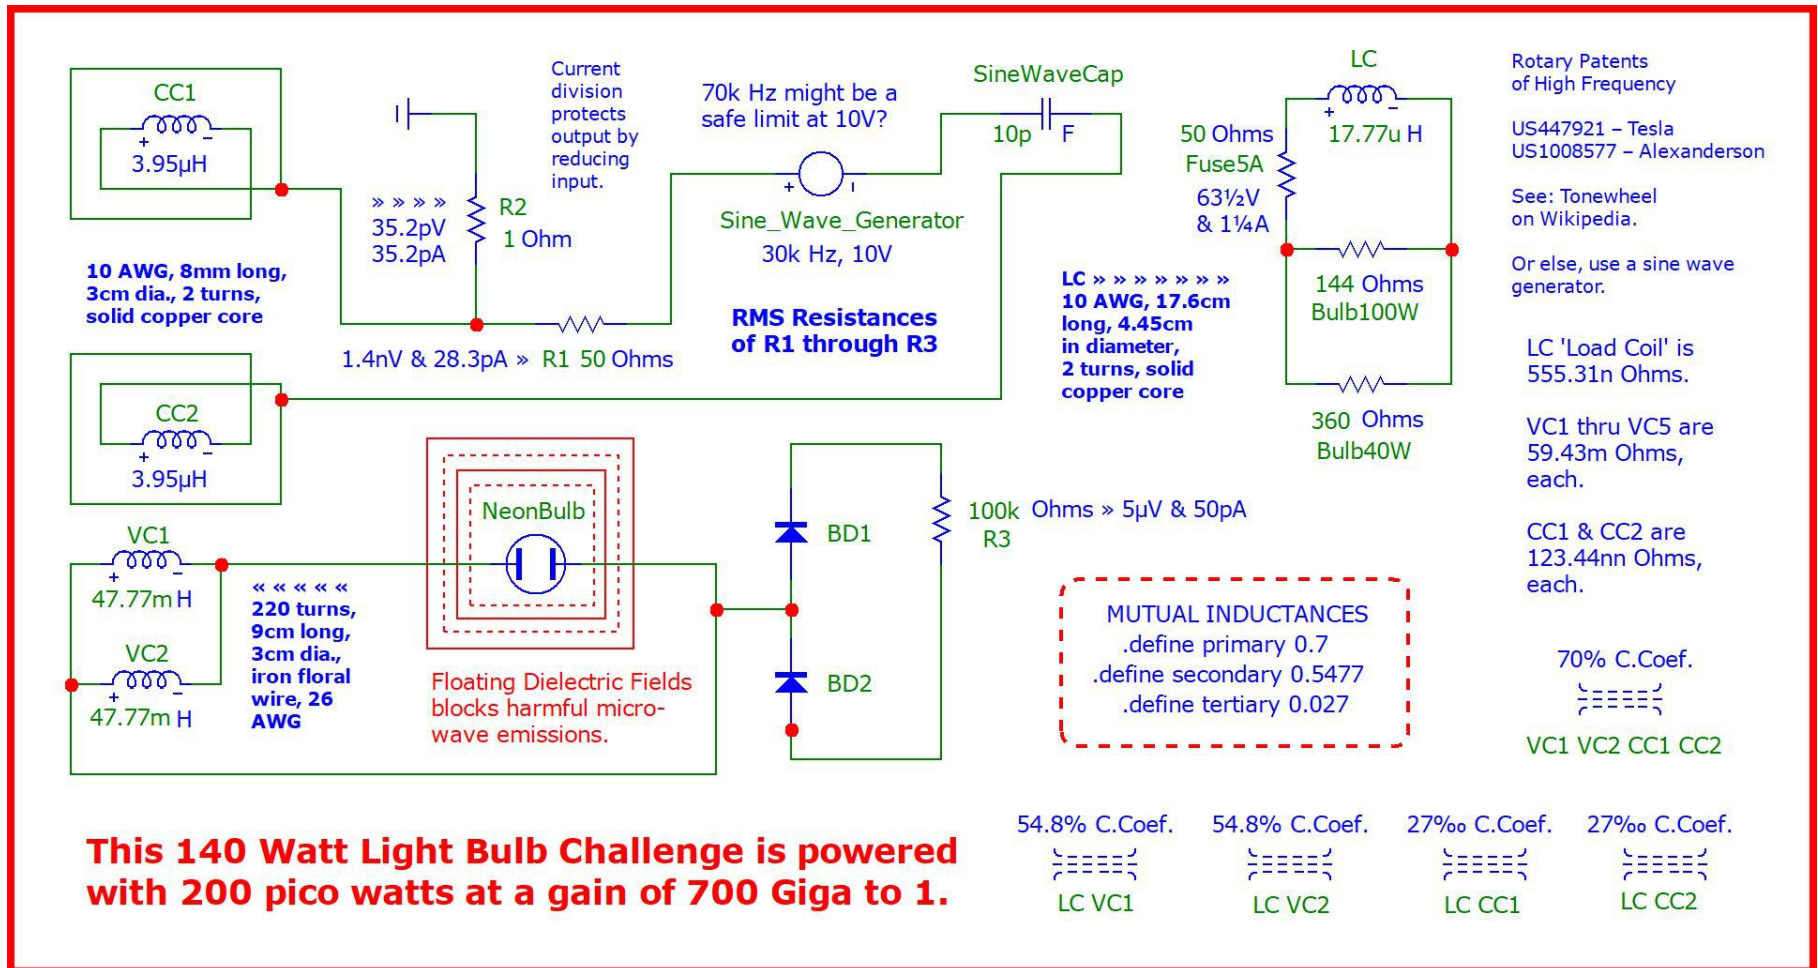 CC1
+ −
3.95µH
10 AWG, 8mm long,
3cm dia., 2 turns,
solid copper core
Current
division
protects
output by
reducing
input.
» » » »
35.2pV
35.2pA
R2
1 Ohm
1.4nV & 28.3pA » R1 50 Ohms
70k Hz might be a
safe limit at 10V?
+ −
Sine_Wave_Generator
30k Hz, 10V
RMS Resistances
of R1 through R3
SineWaveCap
10p F
LC
+ −
17.77u H
50 Ohms
Fuse5A
63½V
& 1¼A
144 Ohms
Bulb100W
360 Ohms
Bulb40W
LC » » » » » » »
10 AWG, 17.6cm
long, 4.45cm
in diameter,
2 turns, solid
copper core
Rotary Patents
of High Frequency
US447921 – Tesla
US1008577 – Alexanderson
See: Tonewheel
on Wikipedia.
Or else, use a sine wave
generator.
LC 'Load Coil' is
555.31n Ohms.
VC1 thru VC5 are
59.43m Ohms,
each.
CC1 & CC2 are
123.44nn Ohms,
each.
CC2
+ −
3.95µH
VC1
+ −
47.77m H
VC2
+ −
47.77m H
« « « « «
220 turns,
9cm long,
3cm dia.,
iron floral
wire, 26
AWG
NeonBulb
Floating Dielectric Fields
blocks harmful micro-
wave emissions.
BD1
BD2
100k Ohms » 5µV & 50pA
R3
MUTUAL INDUCTANCES
.define primary 0.7
.define secondary 0.5477
.define tertiary 0.027
70% C.Coef.
VC1 VC2 CC1 CC2
54.8% C.Coef.
LC VC1
54.8% C.Coef.
LC VC2
27‰ C.Coef.
LC CC1
27‰ C.Coef.
LC CC2
This 140 Watt Light Bulb Challenge is powered
with 200 pico watts at a gain of 700 Giga to 1.